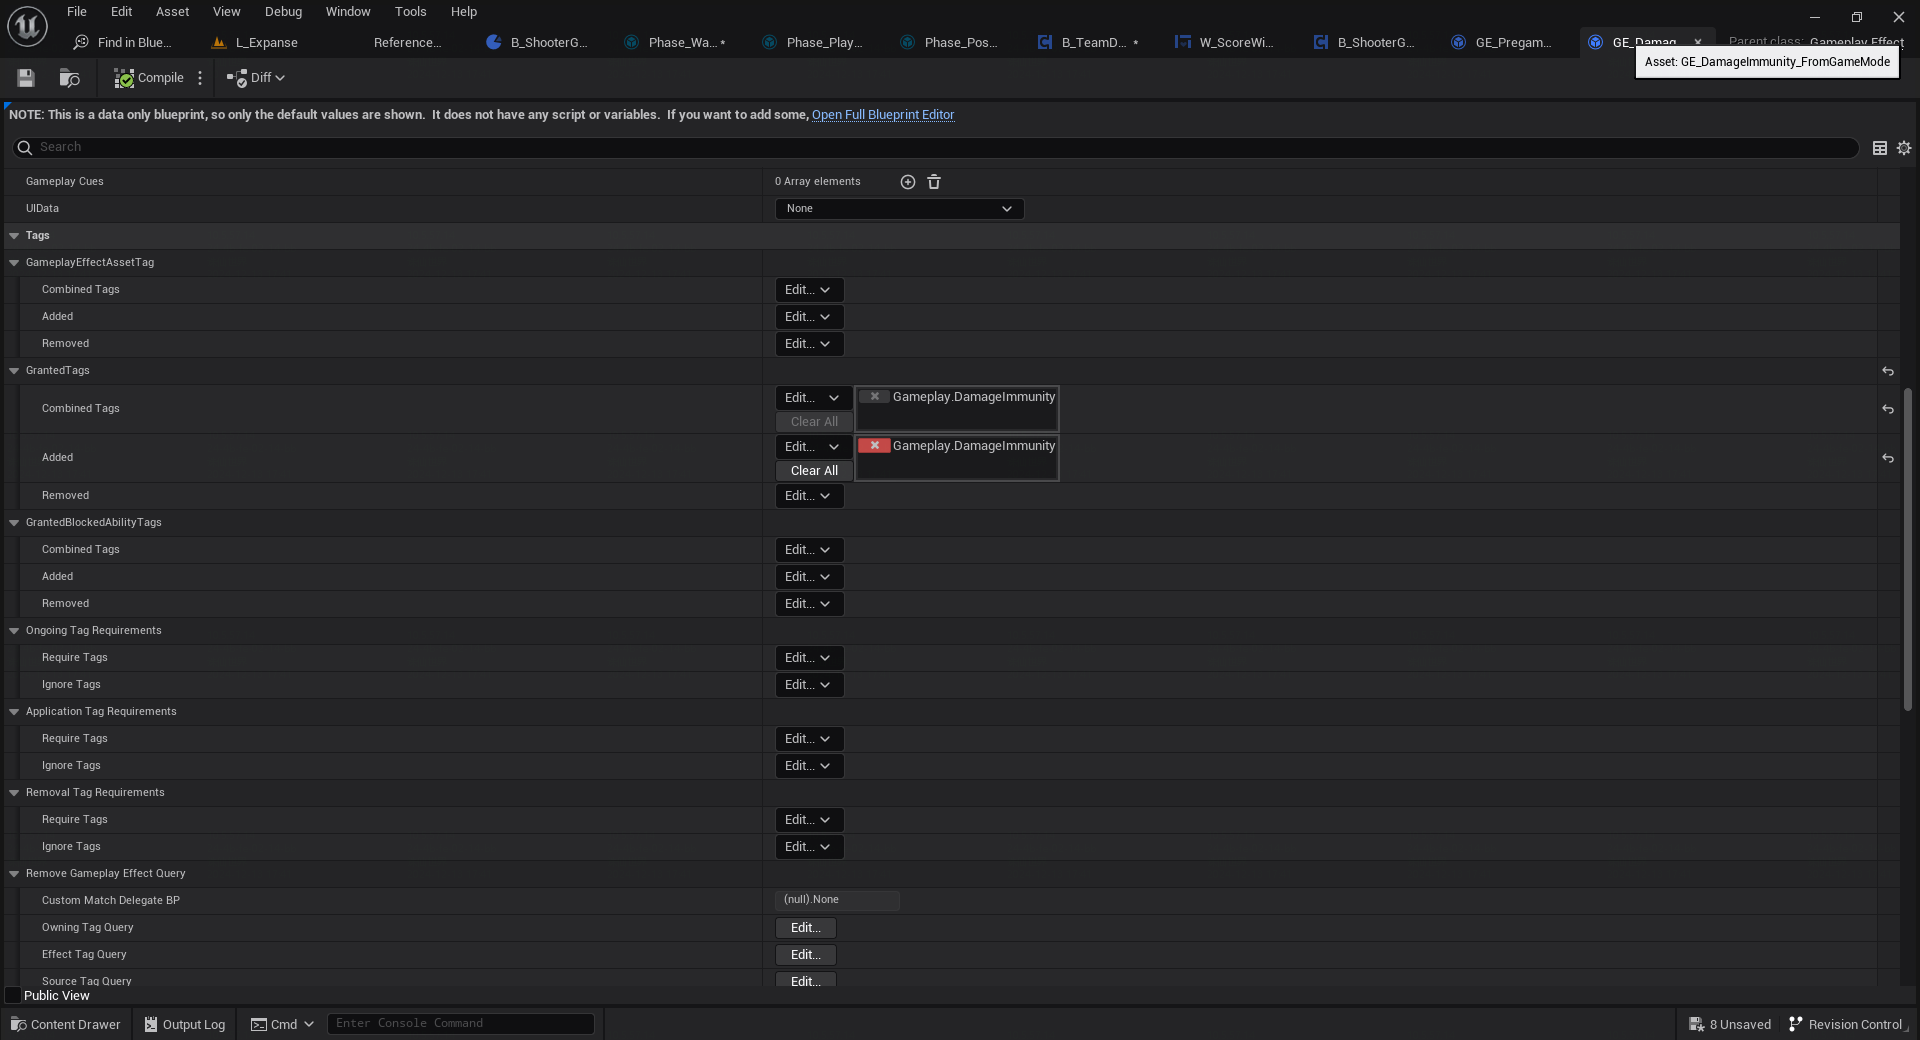 File Edit Asset View Debug Window Tools Help
Find in Blue... L_Expanse Reference... B_ShooterG... Phase_Wa... • Phase_Play... Phase_Pos... B_TeamD... • W_ScoreWi... B_ShooterG... GE_Pregam... GE_Damag Parent class: Gameplay Effect
Asset: GE_DamageImmunity_FromGameMode
Compile Diff
NOTE: This is a data only blueprint, so only the default values are shown. It does not have any script or variables. If you want to add some, Open Full Blueprint Editor
Search
Gameplay Cues 0 Array elements
UIData None
Tags
GameplayEffectAssetTag
Combined Tags Edit...
Added Edit...
Removed Edit...
GrantedTags
Combined Tags Edit... Gameplay.DamageImmunity
Clear All
Added Edit... Gameplay.DamageImmunity
Clear All
Removed Edit...
GrantedBlockedAbilityTags
Combined Tags Edit...
Added Edit...
Removed Edit...
Ongoing Tag Requirements
Require Tags Edit...
Ignore Tags Edit...
Application Tag Requirements
Require Tags Edit...
Ignore Tags Edit...
Removal Tag Requirements
Require Tags Edit...
Ignore Tags Edit...
Remove Gameplay Effect Query
Custom Match Delegate BP (null).None
Owning Tag Query Edit...
Effect Tag Query Edit...
Source Tag Query Edit...
Public View
Content Drawer Output Log Cmd Enter Console Command 8 Unsaved Revision Control